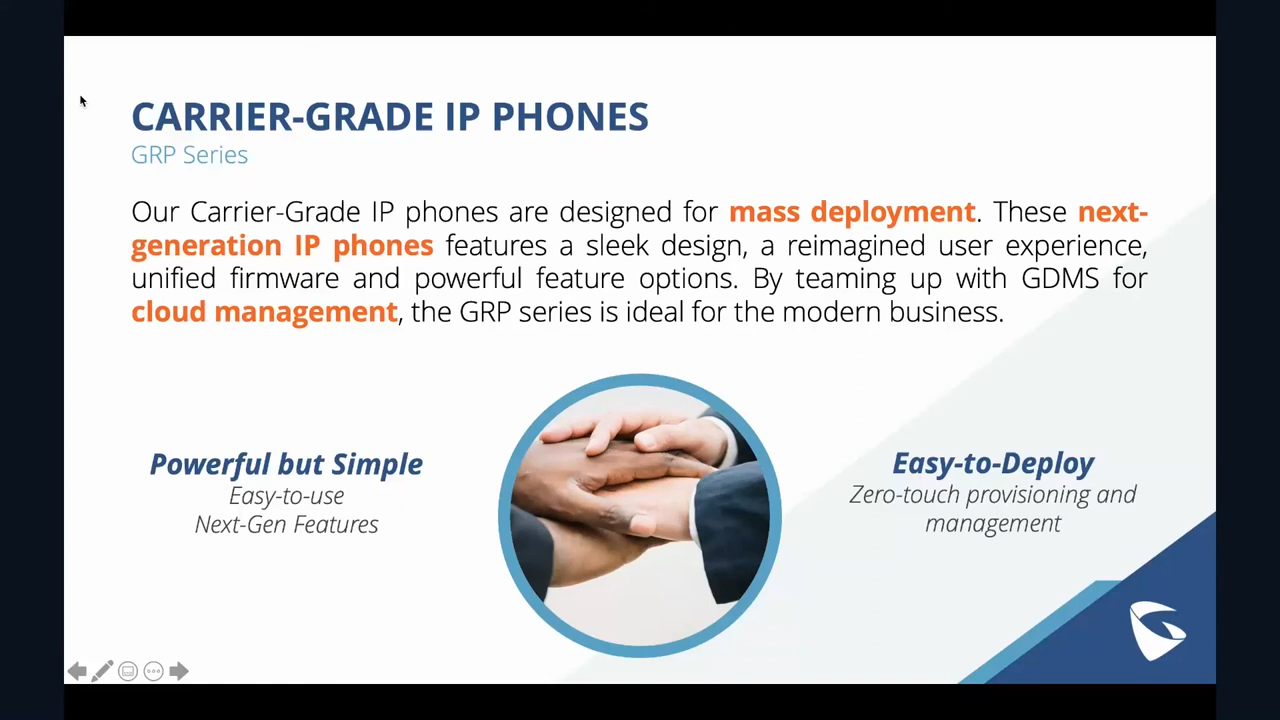 CARRIER-GRADE IP PHONES
GRP Series
Our Carrier-Grade IP phones are designed for mass deployment. These next-
generation IP phones features a sleek design, a reimagined user experience,
unified firmware and powerful feature options. By teaming up with GDMS for
cloud management, the GRP series is ideal for the modern business.
Powerful but Simple
Easy-to-use
Next-Gen Features
Easy-to-Deploy
Zero-touch provisioning and
management